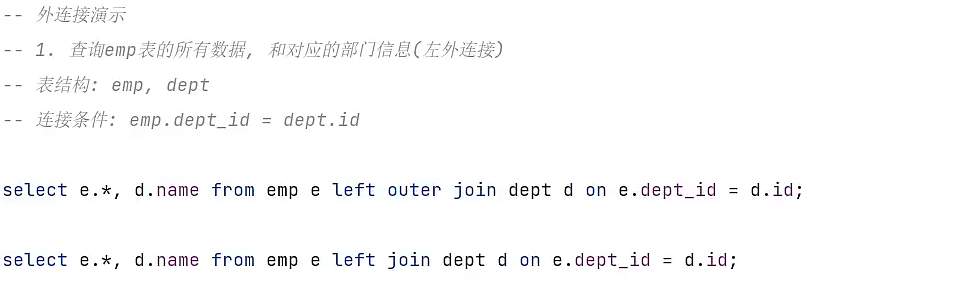 -- 外连接演示
-- 1. 查询emp表的所有数据, 和对应的部门信息(左外连接)
-- 表结构: emp, dept
-- 连接条件: emp.dept_id = dept.id
select e.*, d.name from emp e left outer join dept d on e.dept_id = d.id;
select e.*, d.name from emp e left join dept d on e.dept_id = d.id;